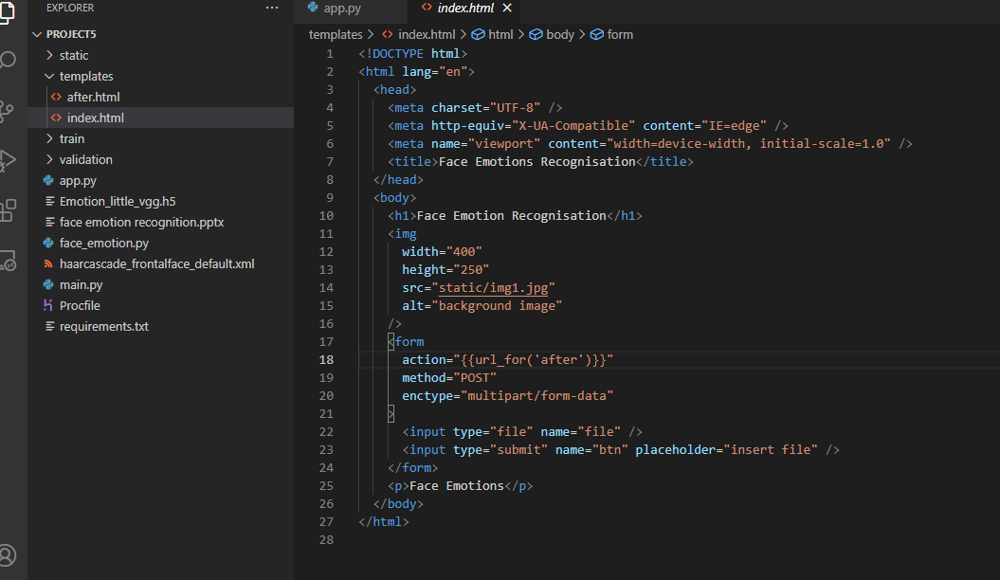 EXPLORER
···
PROJECT5
static
templates
after.html
index.html
train
validation
app.py
Emotion_little_vgg.h5
face emotion recognition.pptx
face_emotion.py
haarcascade_frontalface_default.xml
main.py
Procfile
requirements.txt
app.py
index.html
templates > index.html > html > body > form
1 <!DOCTYPE html>
2 <html lang="en">
3 <head>
4 <meta charset="UTF-8" />
5 <meta http-equiv="X-UA-Compatible" content="IE=edge" />
6 <meta name="viewport" content="width=device-width, initial-scale=1.0" />
7 <title>Face Emotions Recognisation</title>
8 </head>
9 <body>
10 <h1>Face Emotion Recognisation</h1>
11 <img
12 width="400"
13 height="250"
14 src="static/img1.jpg"
15 alt="background image"
16 />
17 <form
18 action="{{url_for('after')}}"
19 method="POST"
20 enctype="multipart/form-data"
21 >
22 <input type="file" name="file" />
23 <input type="submit" name="btn" placeholder="insert file" />
24 </form>
25 <p>Face Emotions</p>
26 </body>
27 </html>
28